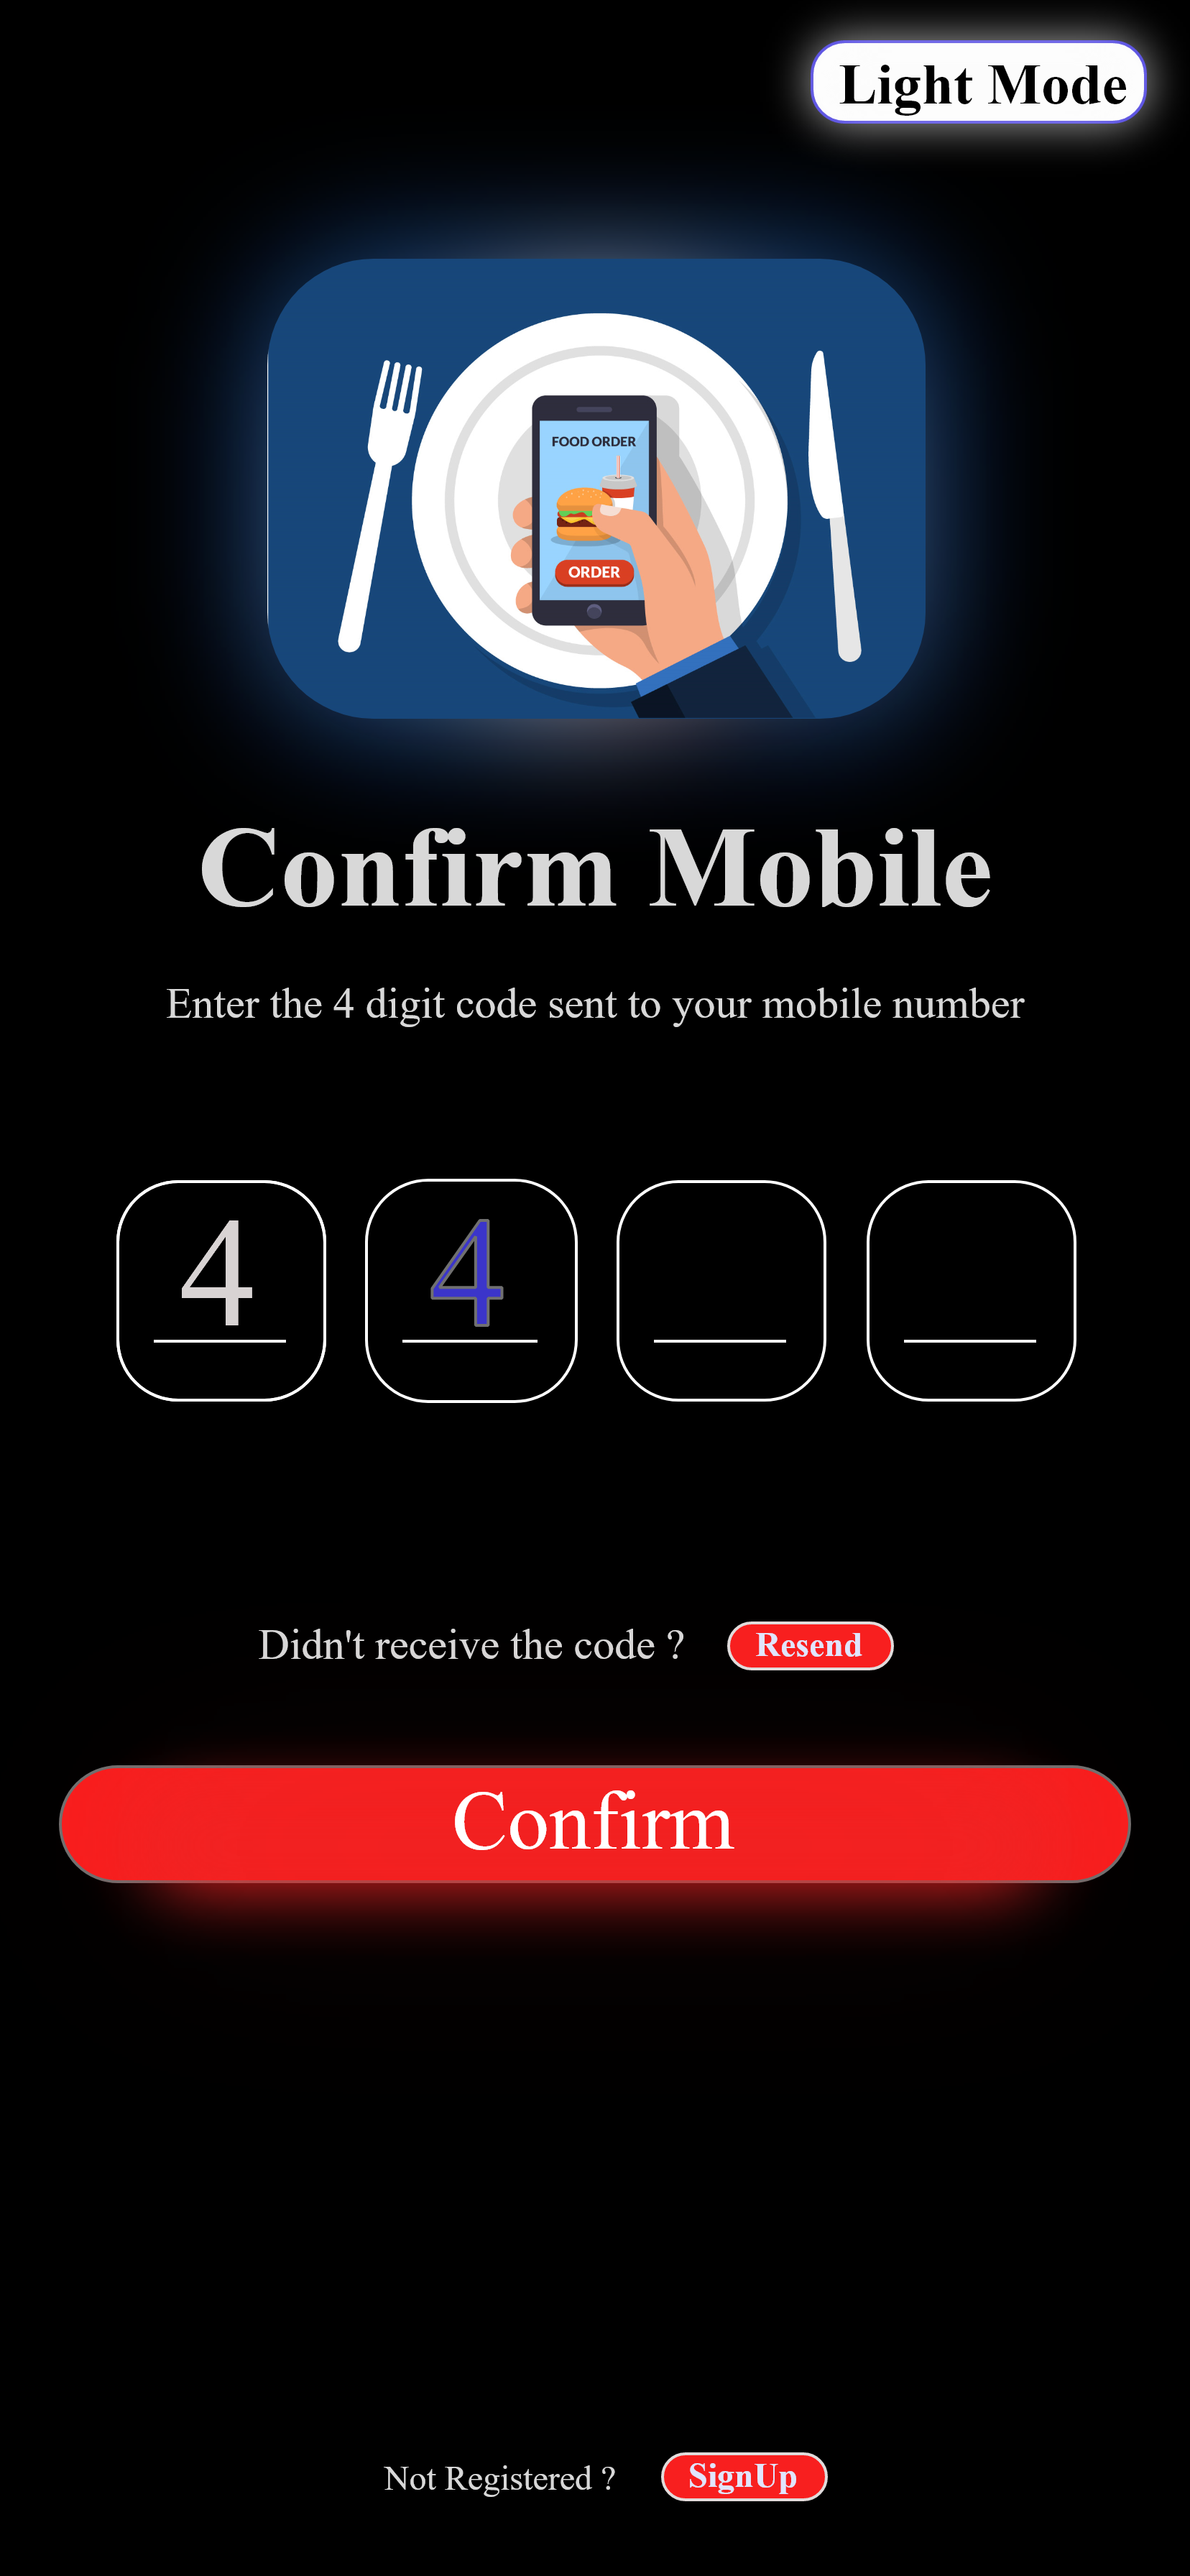 Light Mode
FOOD ORDER
ORDER
Confirm Mobile
Enter the 4 digit code sent to your mobile number
4 4
Didn't receive the code ? Resend
Confirm
Not Registered ? SignUp